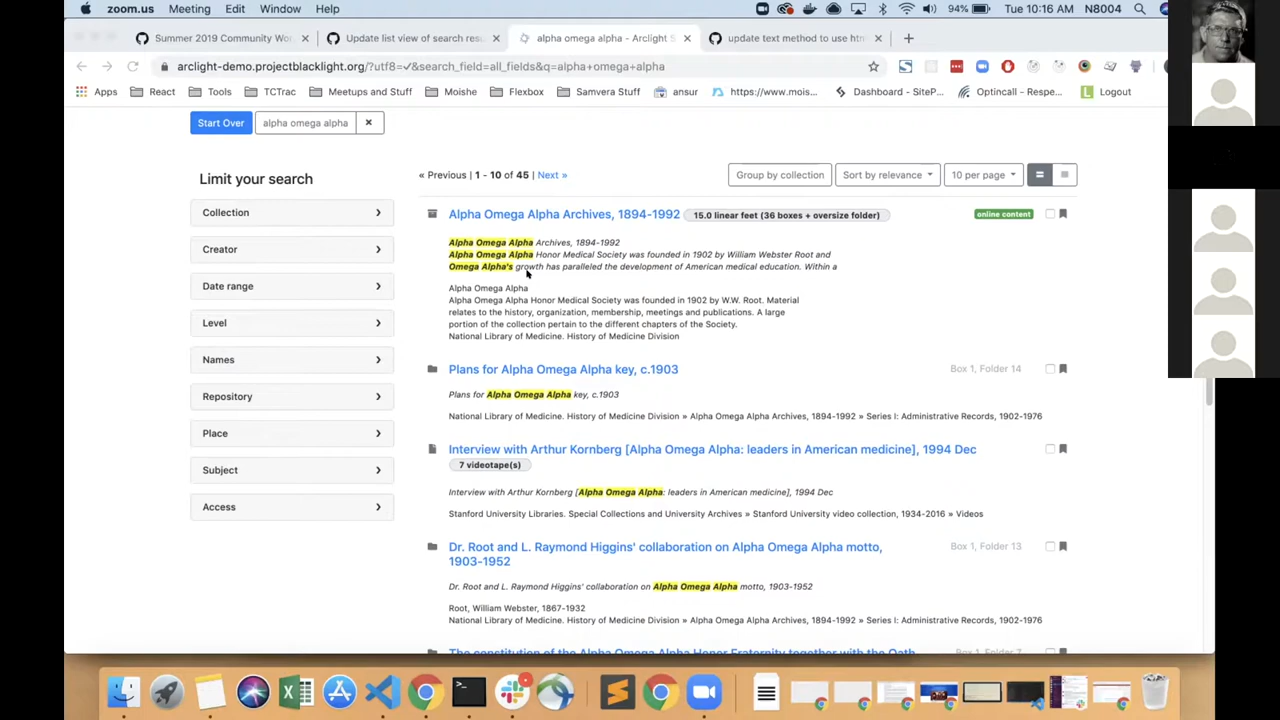 zoom.us Meeting Edit Window Help 94% Tue 10:16 AM N8004
Summer 2019 Community Wo
Update list view of search res
alpha omega alpha - Arclight S
update text method to use htm
arclight-demo.projectblacklight.org/?utf8=✓&search_field=all_fields&q=alpha+omega+alpha
Apps React Tools TCTrac Meetups and Stuff Moishe Flexbox Samvera Stuff ansur https://www.mois... Dashboard - SiteP... Optincall - Respe... Logout
Start Over alpha omega alpha ×
Limit your search
Collection
Creator
Date range
Level
Names
Repository
Place
Subject
Access
« Previous | 1 - 10 of 45 Next »
Group by collection Sort by relevance 10 per page
Alpha Omega Alpha Archives, 1894-1992 15.0 linear feet (36 boxes + oversize folder) online content
Alpha Omega Alpha Archives, 1894-1992
Alpha Omega Alpha Honor Medical Society was founded in 1902 by William Webster Root and
Omega Alpha's growth has paralleled the development of American medical education. Within a
Alpha Omega Alpha
Alpha Omega Alpha Honor Medical Society was founded in 1902 by W.W. Root. Material
relates to the history, organization, membership, meetings and publications. A large
portion of the collection pertain to the different chapters of the Society.
National Library of Medicine. History of Medicine Division
Plans for Alpha Omega Alpha key, c.1903 Box 1, Folder 14
Plans for Alpha Omega Alpha key, c.1903
National Library of Medicine. History of Medicine Division » Alpha Omega Alpha Archives, 1894-1992 » Series I: Administrative Records, 1902-1976
Interview with Arthur Kornberg [Alpha Omega Alpha: leaders in American medicine], 1994 Dec
7 videotape(s)
Interview with Arthur Kornberg [Alpha Omega Alpha: leaders in American medicine], 1994 Dec
Stanford University Libraries. Special Collections and University Archives » Stanford University video collection, 1934-2016 » Videos
Dr. Root and L. Raymond Higgins' collaboration on Alpha Omega Alpha motto, Box 1, Folder 13
1903-1952
Dr. Root and L. Raymond Higgins' collaboration on Alpha Omega Alpha motto, 1903-1952
Root, William Webster, 1867-1932
National Library of Medicine. History of Medicine Division » Alpha Omega Alpha Archives, 1894-1992 » Series I: Administrative Records, 1902-1976
The constitution of the Alpha Omega Alpha Honor Fraternity together with the Oath Box 1, Folder 7